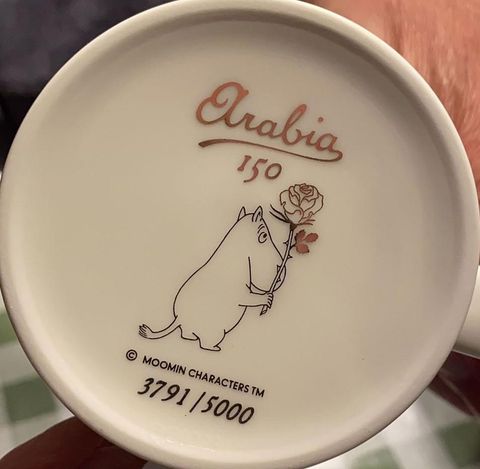 Arabia
150
© MOOMIN CHARACTERS TM
3791/5000